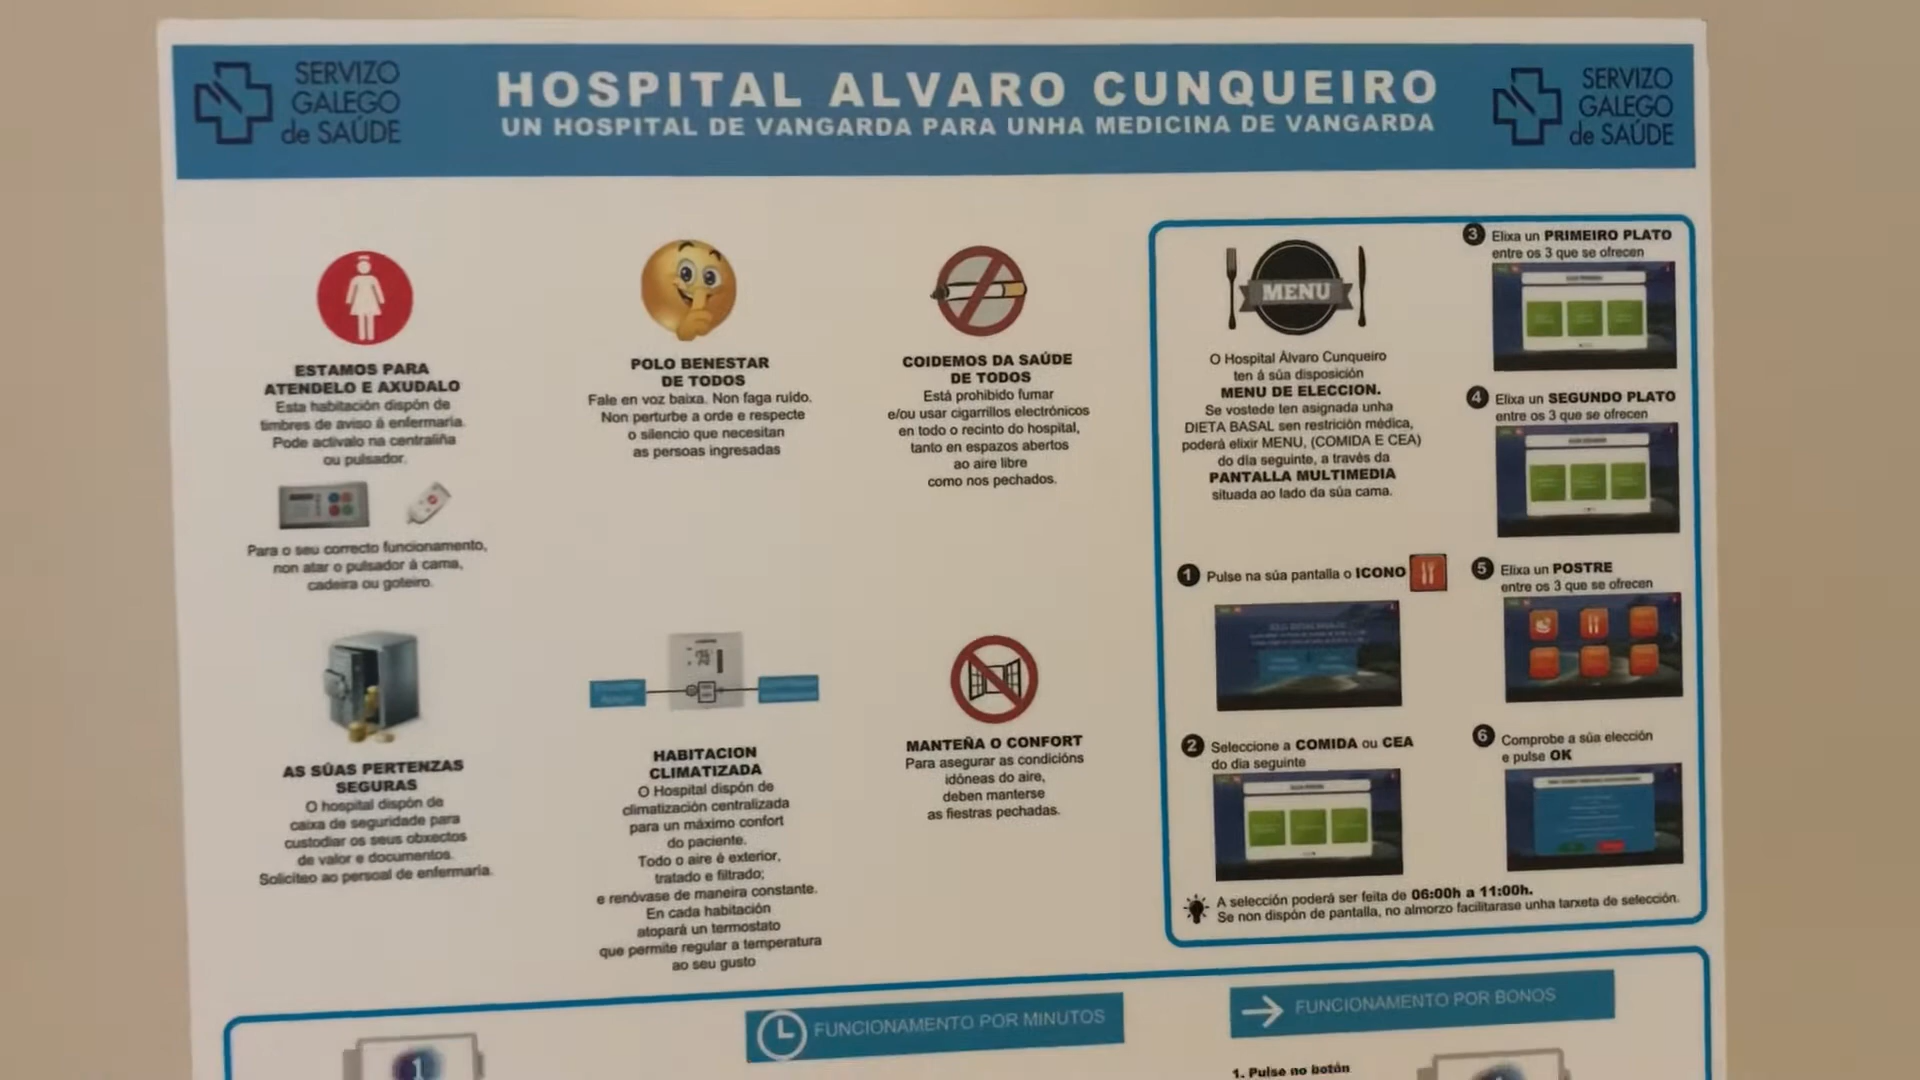 SERVIZO
GALEGO
de SAÚDE
HOSPITAL ALVARO CUNQUEIRO
UN HOSPITAL DE VANGARDA PARA UNHA MEDICINA DE VANGARDA
SERVIZO
GALEGO
de SAÚDE
ESTAMOS PARA
ATENDELO E AXUDALO
Esta habitación dispón de
timbres de aviso á enfermaría.
Pode activalo na centraliña
ou pulsador.
Para o seu correcto funcionamento,
non atar o pulsador á cama,
cadeira ou goteiro.
POLO BENESTAR
DE TODOS
Fale en voz baixa. Non faga ruído.
Non perturbe a orde e respecte
o silencio que necesitan
as persoas ingresadas
COIDEMOS DA SAÚDE
DE TODOS
Está prohibido fumar
e/ou usar cigarrillos electrónicos
en todo o recinto do hospital,
tanto en espazos abertos
ao aire libre
como nos pechados.
AS SÚAS PERTENZAS
SEGURAS
O hospital dispón de
caixa de seguridade para
custodiar os seus obxectos
de valor e documentos.
Solicíteo ao persoal de enfermaría.
HABITACION
CLIMATIZADA
O Hospital dispón de
climatización centralizada
para un máximo confort
do paciente.
Todo o aire é exterior,
tratado e filtrado;
e renóvase de maneira constante.
En cada habitación
atopará un termostato
que permite regular a temperatura
ao seu gusto
MANTEÑA O CONFORT
Para asegurar as condicións
idóneas do aire,
deben manterse
as fiestras pechadas.
MENU
O Hospital Álvaro Cunqueiro
ten á súa disposición
MENU DE ELECCION.
Se vostede ten asignada unha
DIETA BASAL sen restrición médica,
poderá elixir MENU, (COMIDA E CEA)
do día seguinte, a través da
PANTALLA MULTIMEDIA
situada ao lado da súa cama.
1 Pulse na súa pantalla o ICONO
2 Seleccione a COMIDA ou CEA
do día seguinte
3 Elixa un PRIMEIRO PLATO
entre os 3 que se ofrecen
4 Elixa un SEGUNDO PLATO
entre os 3 que se ofrecen
5 Elixa un POSTRE
entre os 3 que se ofrecen
6 Comprobe a súa elección
e pulse OK
A selección poderá ser feita de 06:00h a 11:00h.
Se non dispón de pantalla, no almorzo facilitarase unha tarxeta de selección.
FUNCIONAMENTO POR MINUTOS
FUNCIONAMENTO POR BONOS
1
1. Pulse no botón